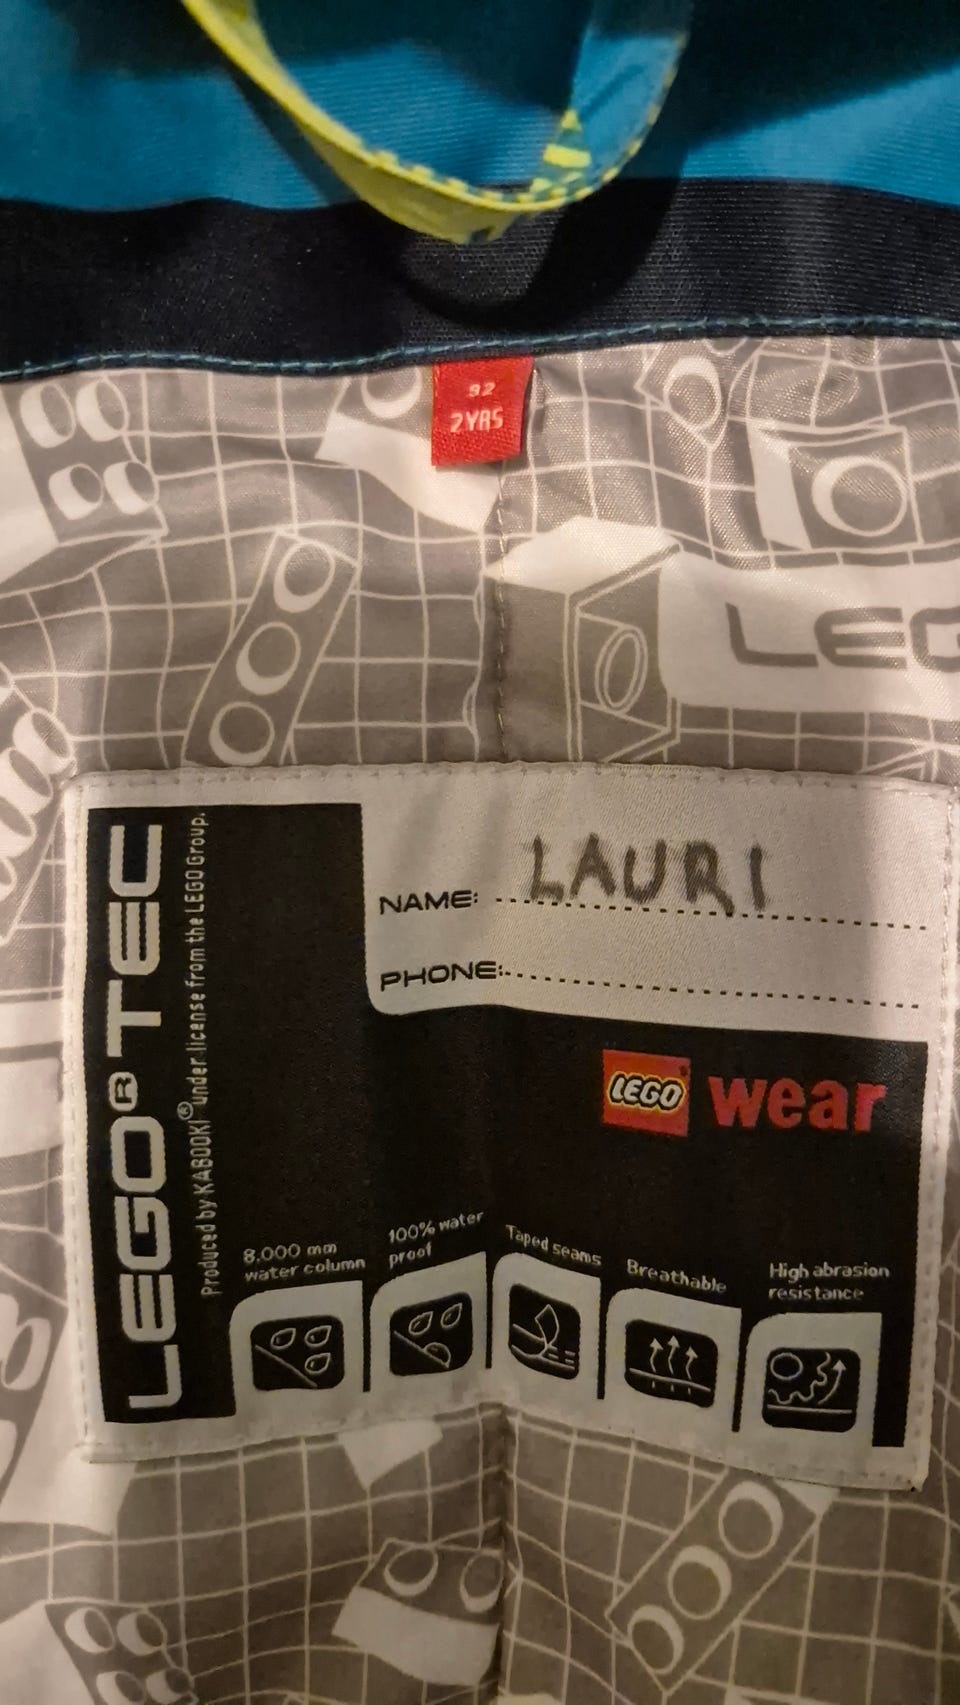 92
2YRS
LEG
LEGO® TEC
Produced by KABOOKI® under license from the LEGO Group.
NAME: LAURI
PHONE:
LEGO® wear
8,000 mm
water column
100% water
proof
Taped seams
Breathable
High abrasion
resistance